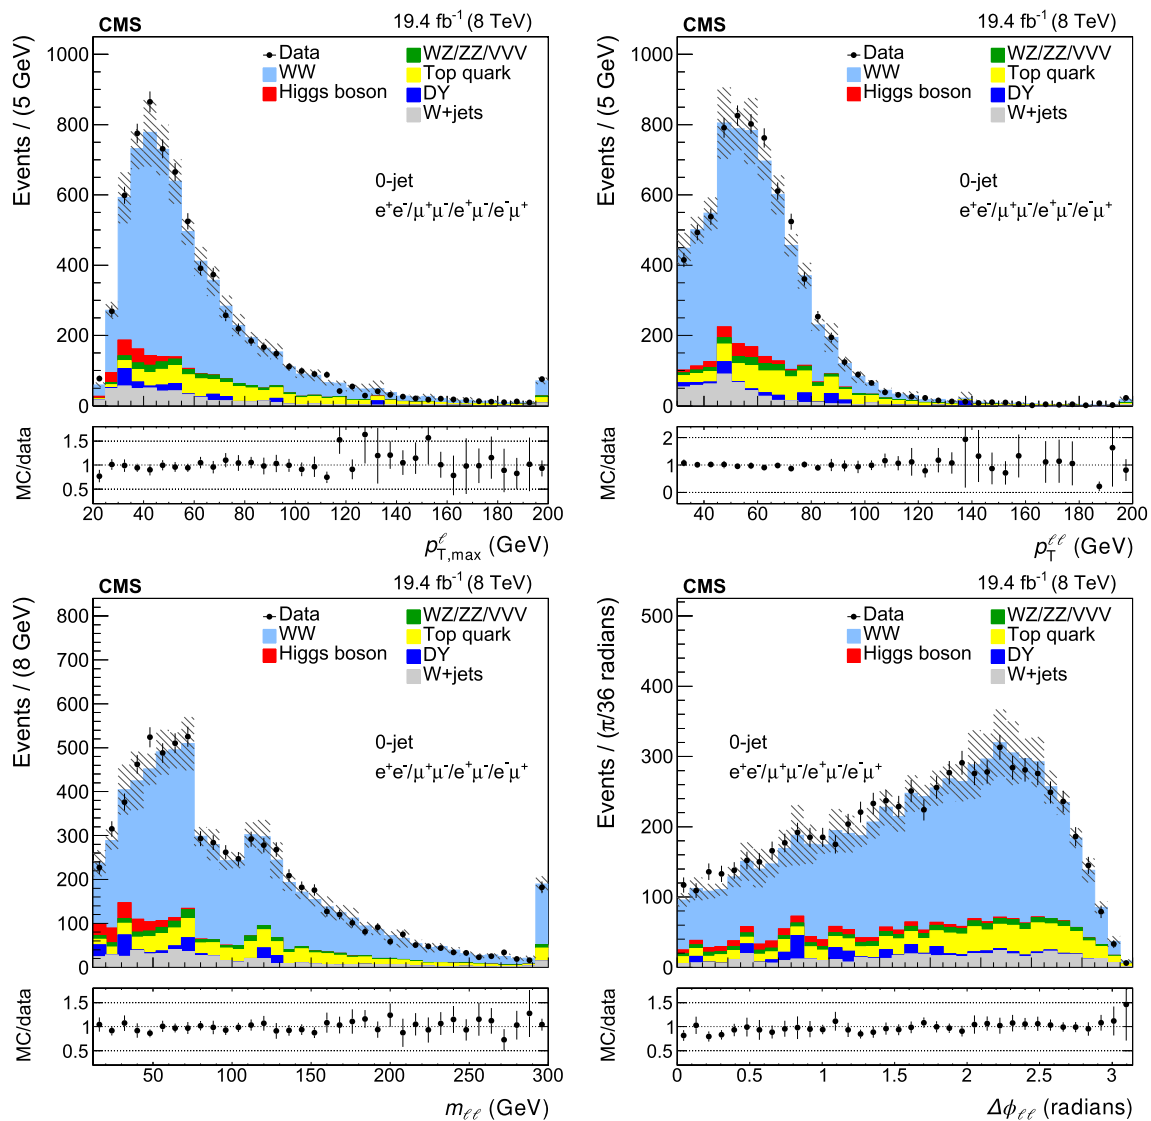 CMS 19.4 fb⁻¹ (8 TeV)
Events / (5 GeV)
1000
800
600
400
200
0
Data
WW
Higgs boson
WZ/ZZ/VVV
Top quark
DY
W+jets
0-jet
e⁺e⁻/μ⁺μ⁻/e⁺μ⁻/e⁻μ⁺
MC/data
1.5
1
0.5
20 40 60 80 100 120 140 160 180 200
p^ℓ_T,max (GeV)
CMS 19.4 fb⁻¹ (8 TeV)
Events / (5 GeV)
1000
800
600
400
200
0
Data
WW
Higgs boson
WZ/ZZ/VVV
Top quark
DY
W+jets
0-jet
e⁺e⁻/μ⁺μ⁻/e⁺μ⁻/e⁻μ⁺
MC/data
2
1
0
40 60 80 100 120 140 160 180 200
p^ℓℓ_T (GeV)
CMS 19.4 fb⁻¹ (8 TeV)
Events / (8 GeV)
800
700
600
500
400
300
200
100
0
Data
WW
Higgs boson
WZ/ZZ/VVV
Top quark
DY
W+jets
0-jet
e⁺e⁻/μ⁺μ⁻/e⁺μ⁻/e⁻μ⁺
MC/data
1.5
1
0.5
50 100 150 200 250 300
m_ℓℓ (GeV)
CMS 19.4 fb⁻¹ (8 TeV)
Events / (π/36 radians)
500
400
300
200
100
0
Data
WW
Higgs boson
WZ/ZZ/VVV
Top quark
DY
W+jets
0-jet
e⁺e⁻/μ⁺μ⁻/e⁺μ⁻/e⁻μ⁺
MC/data
1.5
1
0.5
0 0.5 1 1.5 2 2.5 3
Δϕ_ℓℓ (radians)